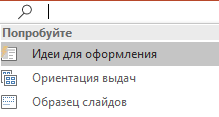 Попробуйте
Идеи для оформления
Ориентация выдач
Образец слайдов